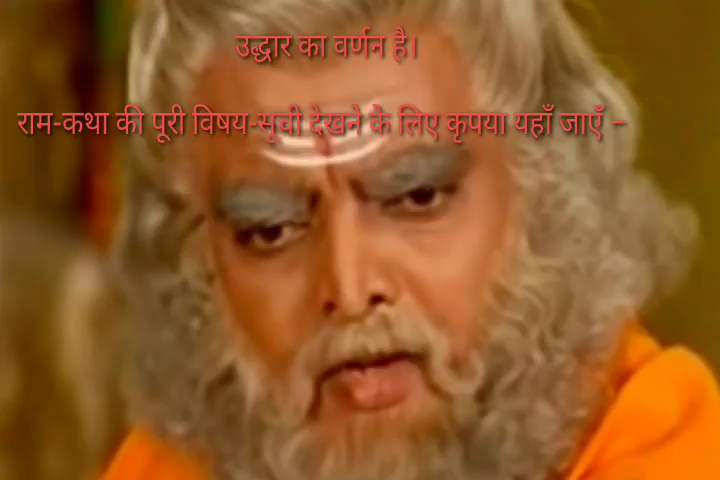 उद्धार का वर्णन है।
राम-कथा की पूरी विषय-सूची देखने के लिए कृपया यहाँ जाएँ –